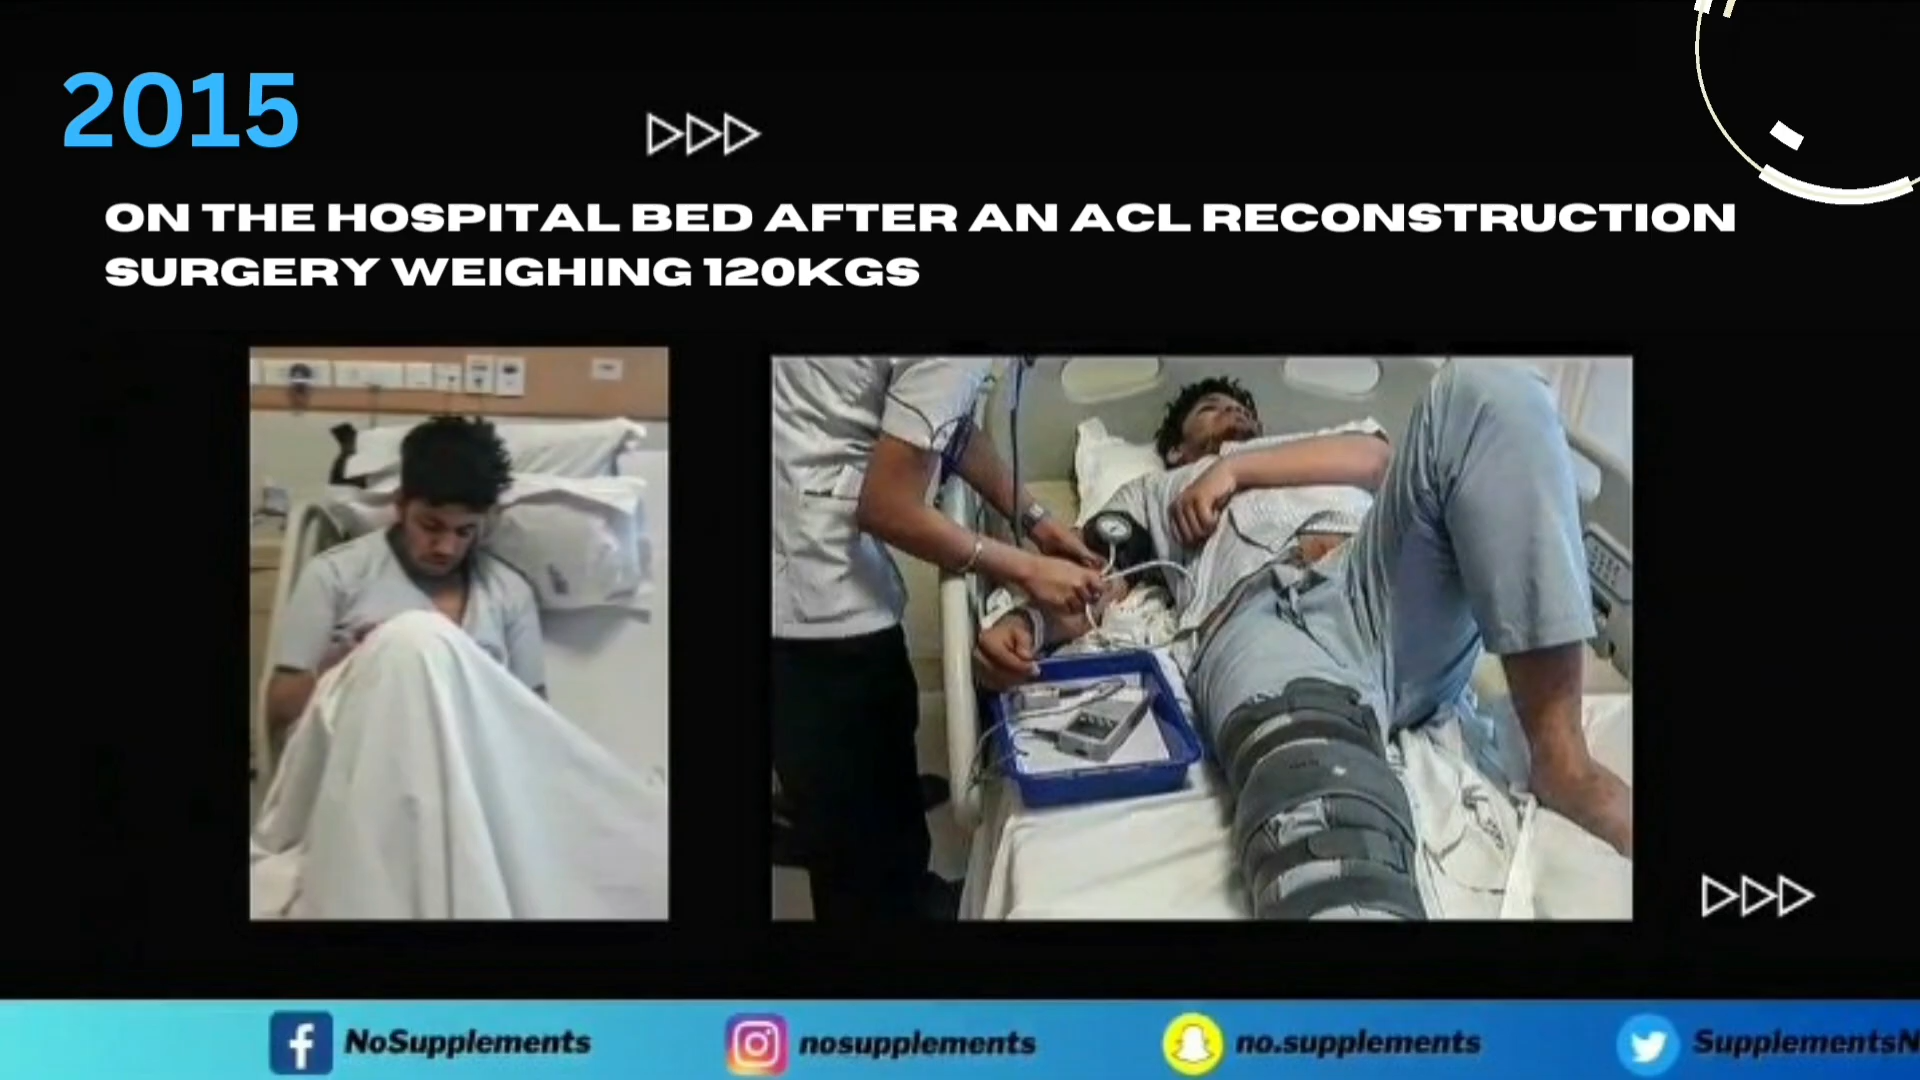 2015
ON THE HOSPITAL BED AFTER AN ACL RECONSTRUCTION
SURGERY WEIGHING 120KGS
NoSupplements
nosupplements
no.supplements
SupplementsN